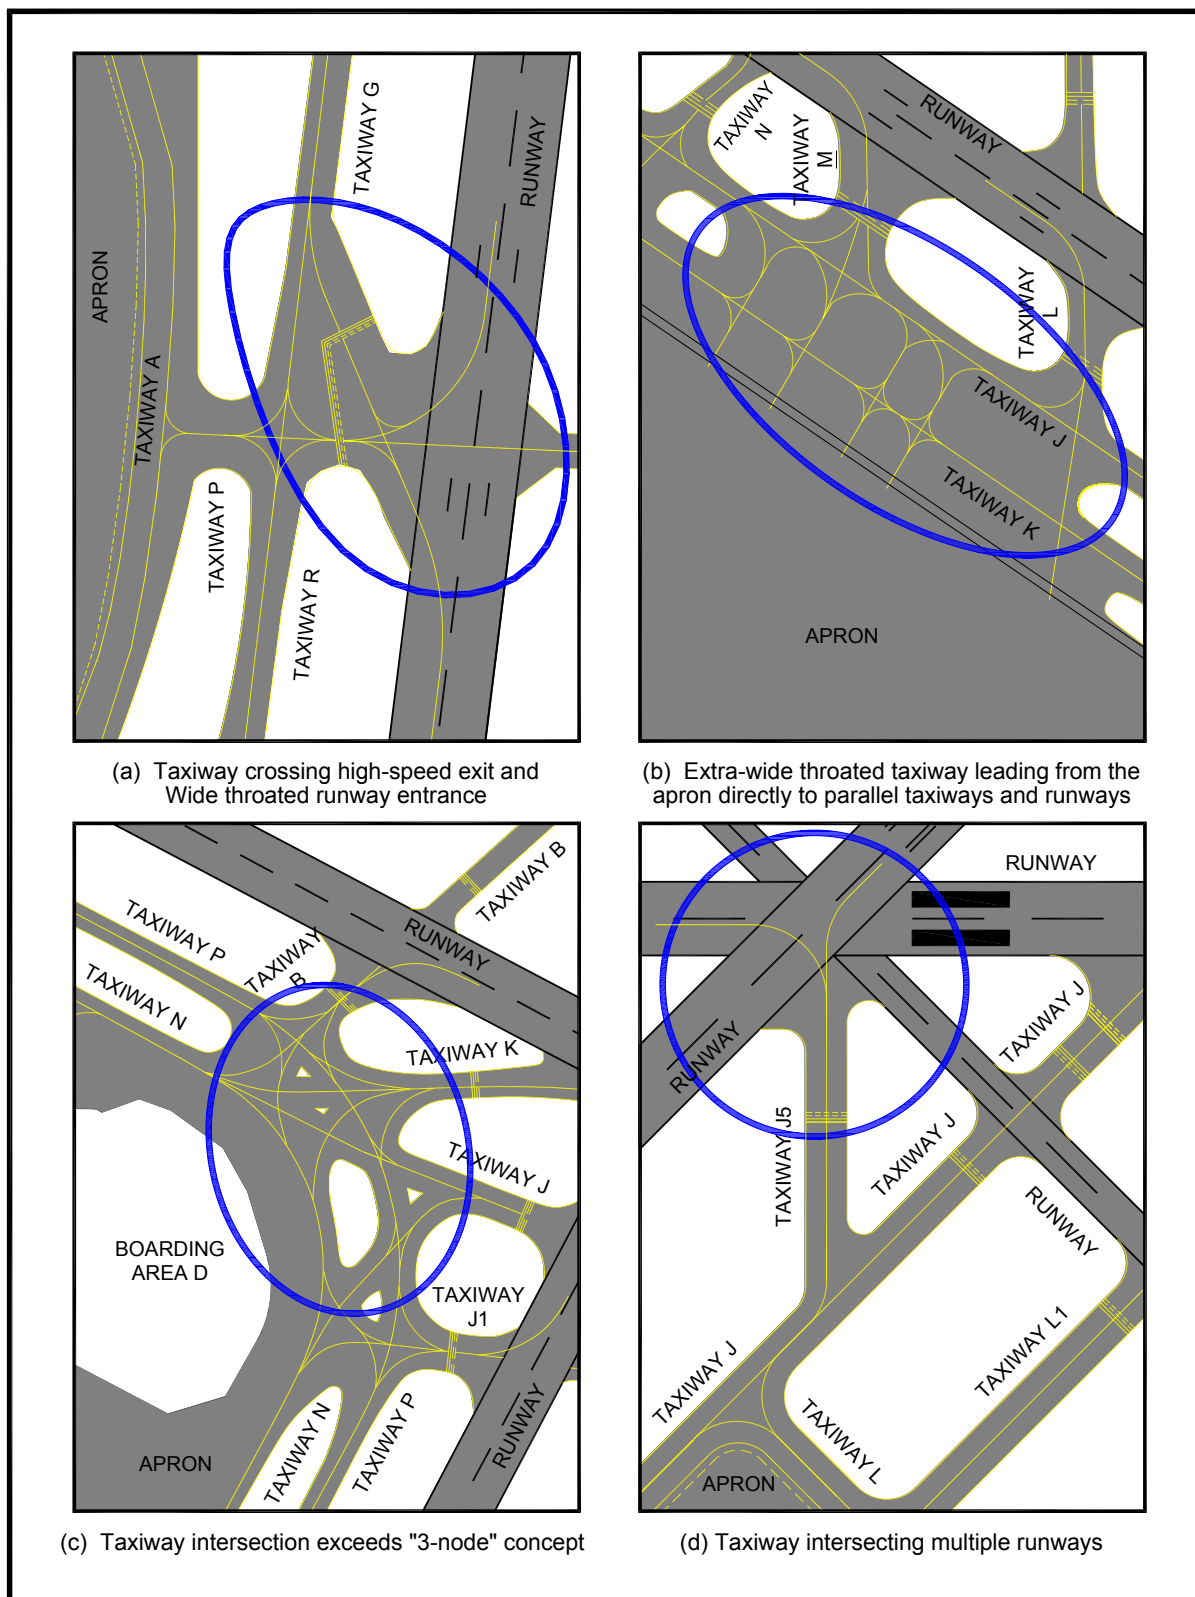 TAXIWAY G
RUNWAY
APRON
TAXIWAY A
TAXIWAY P
TAXIWAY R
(a) Taxiway crossing high-speed exit and
Wide throated runway entrance
TAXIWAY
N
TAXIWAY
M
RUNWAY
TAXIWAY
L
TAXIWAY J
TAXIWAY K
APRON
(b) Extra-wide throated taxiway leading from the
apron directly to parallel taxiways and runways
TAXIWAY B
RUNWAY
TAXIWAY P
TAXIWAY
B
TAXIWAY N
TAXIWAY K
TAXIWAY J
BOARDING
AREA D
TAXIWAY
J1
RUNWAY
TAXIWAY N
TAXIWAY P
APRON
(c) Taxiway intersection exceeds "3-node" concept
RUNWAY
RUNWAY
TAXIWAY J
TAXIWAY J5
TAXIWAY J
RUNWAY
TAXIWAY J
TAXIWAY L1
TAXIWAY L
APRON
(d) Taxiway intersecting multiple runways